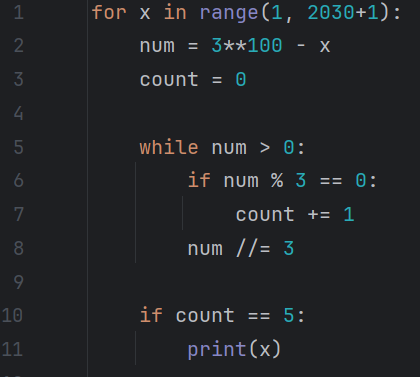 1 for x in range(1, 2030+1):
2     num = 3**100 - x
3     count = 0
4
5     while num > 0:
6         if num % 3 == 0:
7             count += 1
8         num //= 3
9
10     if count == 5:
11         print(x)